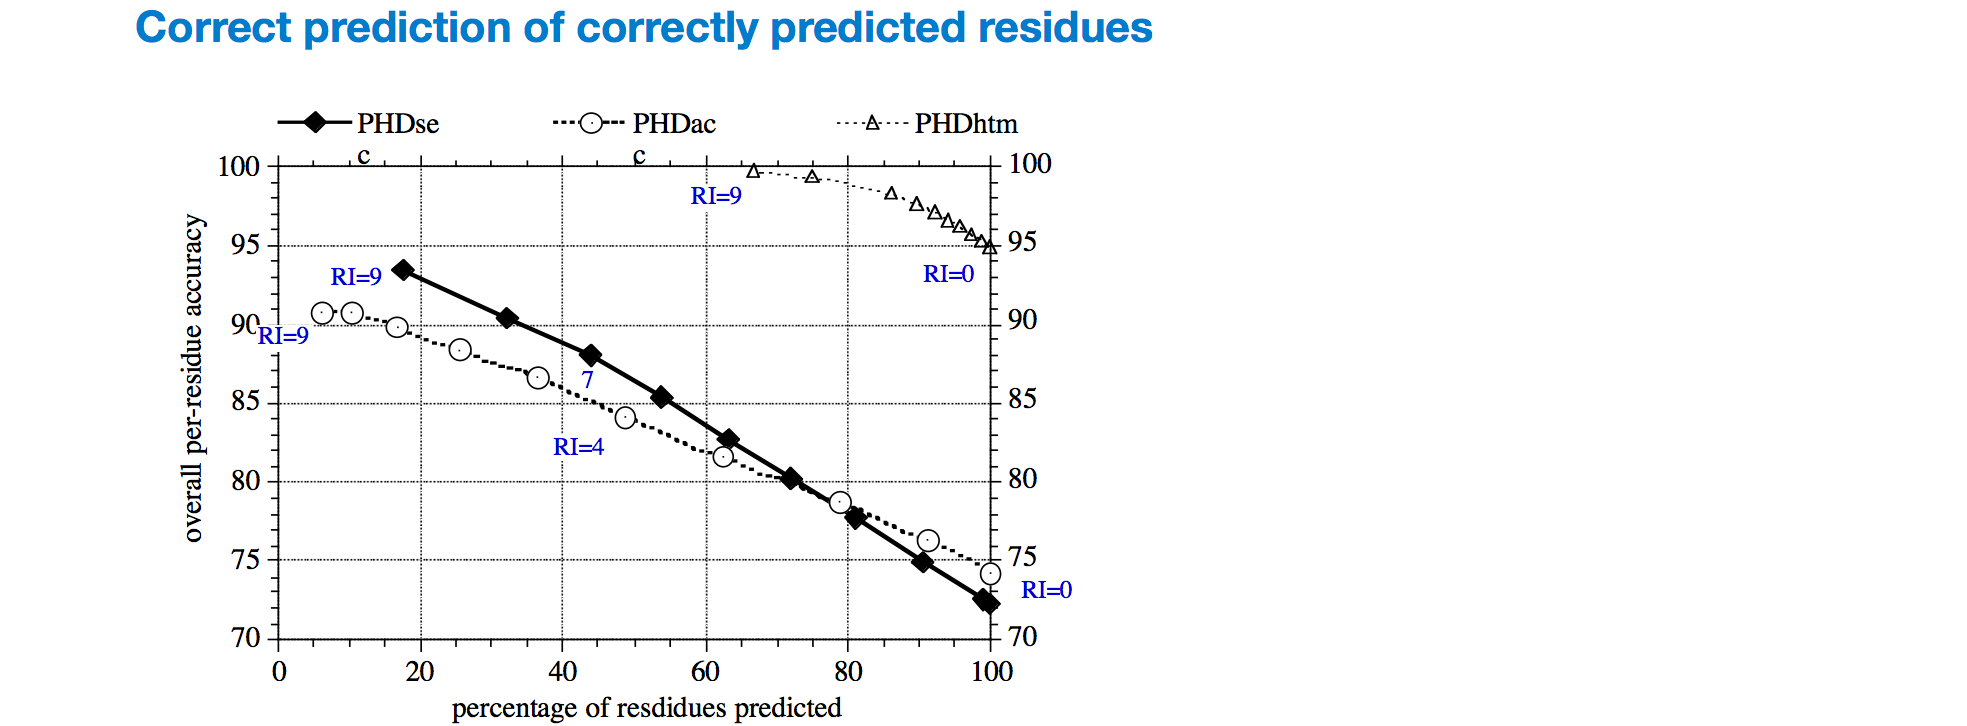 Correct prediction of correctly predicted residues
PHDse
c
PHDac
c
PHDhtm
100
95
90
85
80
75
70
100
95
90
85
80
75
70
overall per-residue accuracy
RI=9
RI=0
RI=9
RI=9
7
RI=4
RI=0
0 20 40 60 80 100
percentage of resdidues predicted